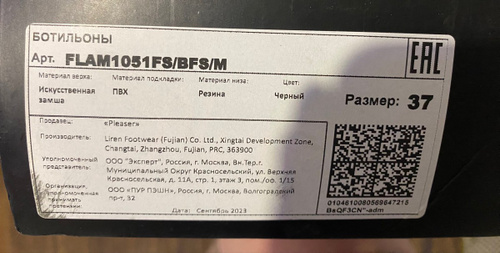 БОТИЛЬОНЫ
EAC
Арт. FLAM1051FS/BFS/M
Материал верха: Материал подкладки: Материал низа: Цвет:
Искусственная замша ПВХ Резина Черный
Размер: 37
Продавец: «Pleaser»
Производитель: Liren Footwear (Fujian) Co. Ltd., Xingtai Development Zone,
Changtai, Zhangzhou, Fujian, PRC, 363900
Уполномоченный ООО "Эксперт", Россия, г. Москва, Вн.Тер.г.
представитель: Муниципальный Округ Красносельский, ул. Верхняя
Красносельская, д. 11А, стр. 1, этаж 3, пом./оф. 1/15
Организация,
уполномоченная ООО "ПУР ПЭШН", Россия, г. Москва, Волгоградский
принимать пр-т, 32
претензии:
Дата: Сентябрь 2023
0104610080569847218
BsQF3CN"-adm